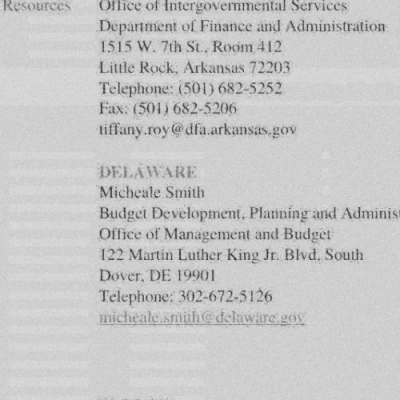 Resources Office of Intergovernmental Services
Department of Finance and Administration
1515 W. 7th St., Room 412
Little Rock, Arkansas 72203
Telephone: (501) 682-5252
Fax: (501) 682-5206
tiffany.roy@dfa.arkansas.gov
DELAWARE
Micheale Smith
Budget Development, Planning and Adminis
Office of Management and Budget
122 Martin Luther King Jr. Blvd, South
Dover, DE 19901
Telephone: 302-672-5126
micheale.smith@delaware.gov